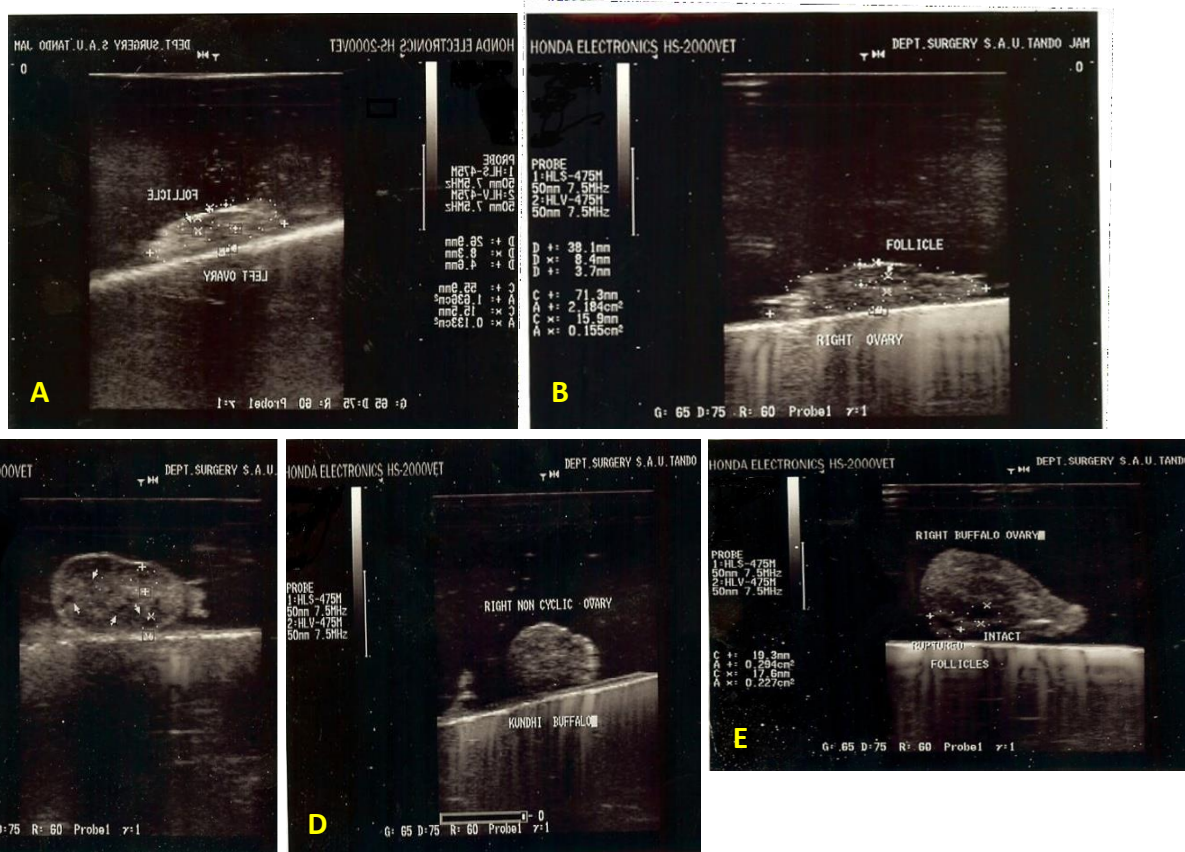 HONDA ELECTRONICS HS-2000VET
DEPT.SURGERY S.A.U.TANDO JAM
0
PROBE
1:HLS-475M
50mm 7.5MHz
2:HLV-475M
50mm 7.5MHz
FOLLICLE
LEFT OVARY
D +: 26.9mm
D x: 8.3mm
D +: 4.6mm
C +: 55.9mm
A +: 1.636cm²
C x: 15.5mm
A x: 0.133cm²
G: 65 D:75 R: 60 Probe1 γ:1
A
HONDA ELECTRONICS HS-2000VET
DEPT.SURGERY S.A.U.TANDO JAM
0
PROBE
1:HLS-475M
50mm 7.5MHz
2:HLV-475M
50mm 7.5MHz
D +: 38.1mm
D x: 8.4mm
D +: 3.7mm
C +: 71.3mm
A +: 2.184cm²
C x: 15.9mm
A x: 0.155cm²
FOLLICLE
RIGHT OVARY
B
G: 65 D:75 R: 60 Probe1 γ:1
00VET
DEPT.SURGERY S.A.U.
D:75 R: 60 Probe1 γ:1
HONDA ELECTRONICS HS-2000VET
DEPT.SURGERY S.A.U.TANDO
PROBE
1:HLS-475M
50mm 7.5MHz
2:HLV-475M
50mm 7.5MHz
RIGHT NON CYCLIC OVARY
KUNDHI BUFFALO
0
D
G: 65 D:75 R: 60 Probe1 γ:1
HONDA ELECTRONICS HS-2000VET
DEPT.SURGERY S.A.U.TANDO
RIGHT BUFFALO OVARY
PROBE
1:HLS-475M
50mm 7.5MHz
2:HLV-475M
50mm 7.5MHz
INTACT
RUPTURED
FOLLICLES
C +: 19.3mm
A +: 0.294cm²
C x: 17.6mm
A x: 0.227cm²
E
G: 65 D:75 R: 60 Probe1 γ:1